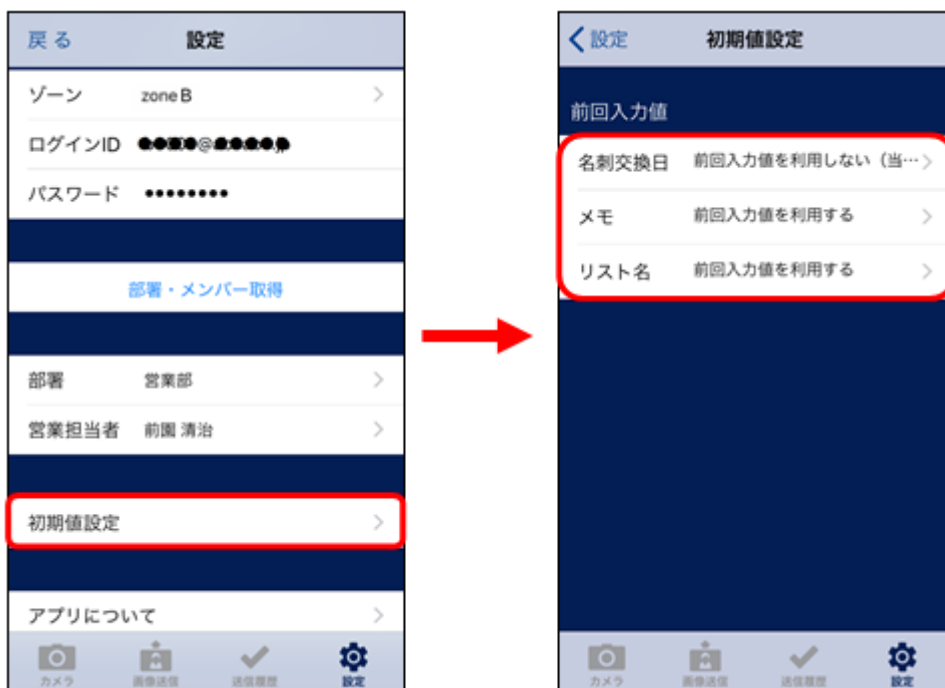 戻る 設定
ゾーン zone B
ログインID @
パスワード ••••••••
部署・メンバー取得
部署 営業部
営業担当者 前園 清治
初期値設定
アプリについて
カメラ 画像送信 送信履歴 設定
設定 初期値設定
前回入力値
名刺交換日 前回入力値を利用しない（当…
メモ 前回入力値を利用する
リスト名 前回入力値を利用する
カメラ 画像送信 送信履歴 設定